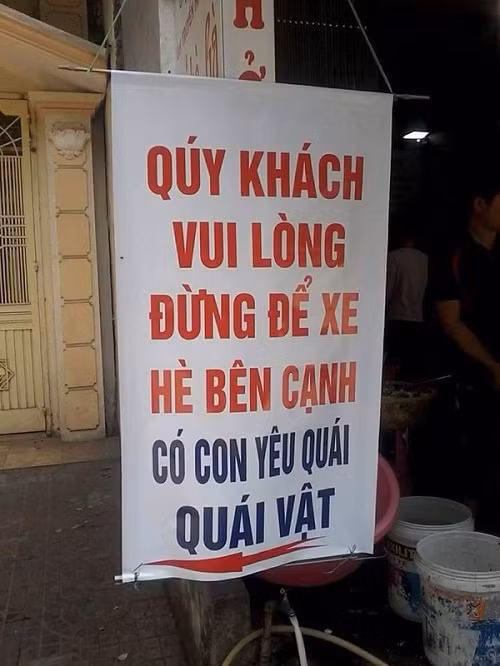 QÚY KHÁCH
VUI LÒNG
ĐỪNG ĐỂ XE
HÈ BÊN CẠNH
CÓ CON YÊU QUÁI
QUÁI VẬT